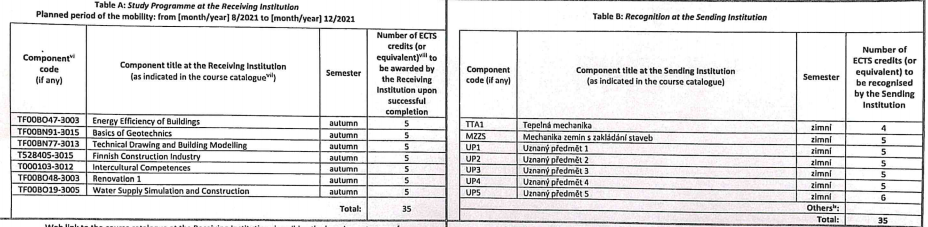 Table A: Study Programme at the Receiving Institution
Planned period of the mobility: from [month/year] 8/2021 to [month/year] 12/2021
Componentvi code (if any) | Component title at the Receiving Institution (as indicated in the course cataloguevii) | Semester | Number of ECTS credits (or equivalent)viii to be awarded by the Receiving Institution upon successful completion
TF00BO47-3003 | Energy Efficiency of Buildings | autumn | 5
TF00BN91-3015 | Basics of Geotechnics | autumn | 5
TF00BN77-3013 | Technical Drawing and Building Modelling | autumn | 5
T528405-3015 | Finnish Construction Industry | autumn | 5
T000103-3012 | Intercultural Competences | autumn | 5
TF00BO48-3003 | Renovation 1 | autumn | 5
TF00BO19-3005 | Water Supply Simulation and Construction | autumn | 5
Total: 35
Table B: Recognition at the Sending Institution
Component code (if any) | Component title at the Sending Institution (as indicated in the course catalogue) | Semester | Number of ECTS credits (or equivalent) to be recognised by the Sending Institution
TTA1 | Tepelná mechanika | zimní | 4
MZZS | Mechanika zemin s zakládání staveb | zimní | 5
UP1 | Uznaný předmět 1 | zimní | 5
UP2 | Uznaný předmět 2 | zimní | 5
UP3 | Uznaný předmět 3 | zimní | 5
UP4 | Uznaný předmět 4 | zimní | 5
UP5 | Uznaný předmět 5 | zimní | 6
Others
Total: 35